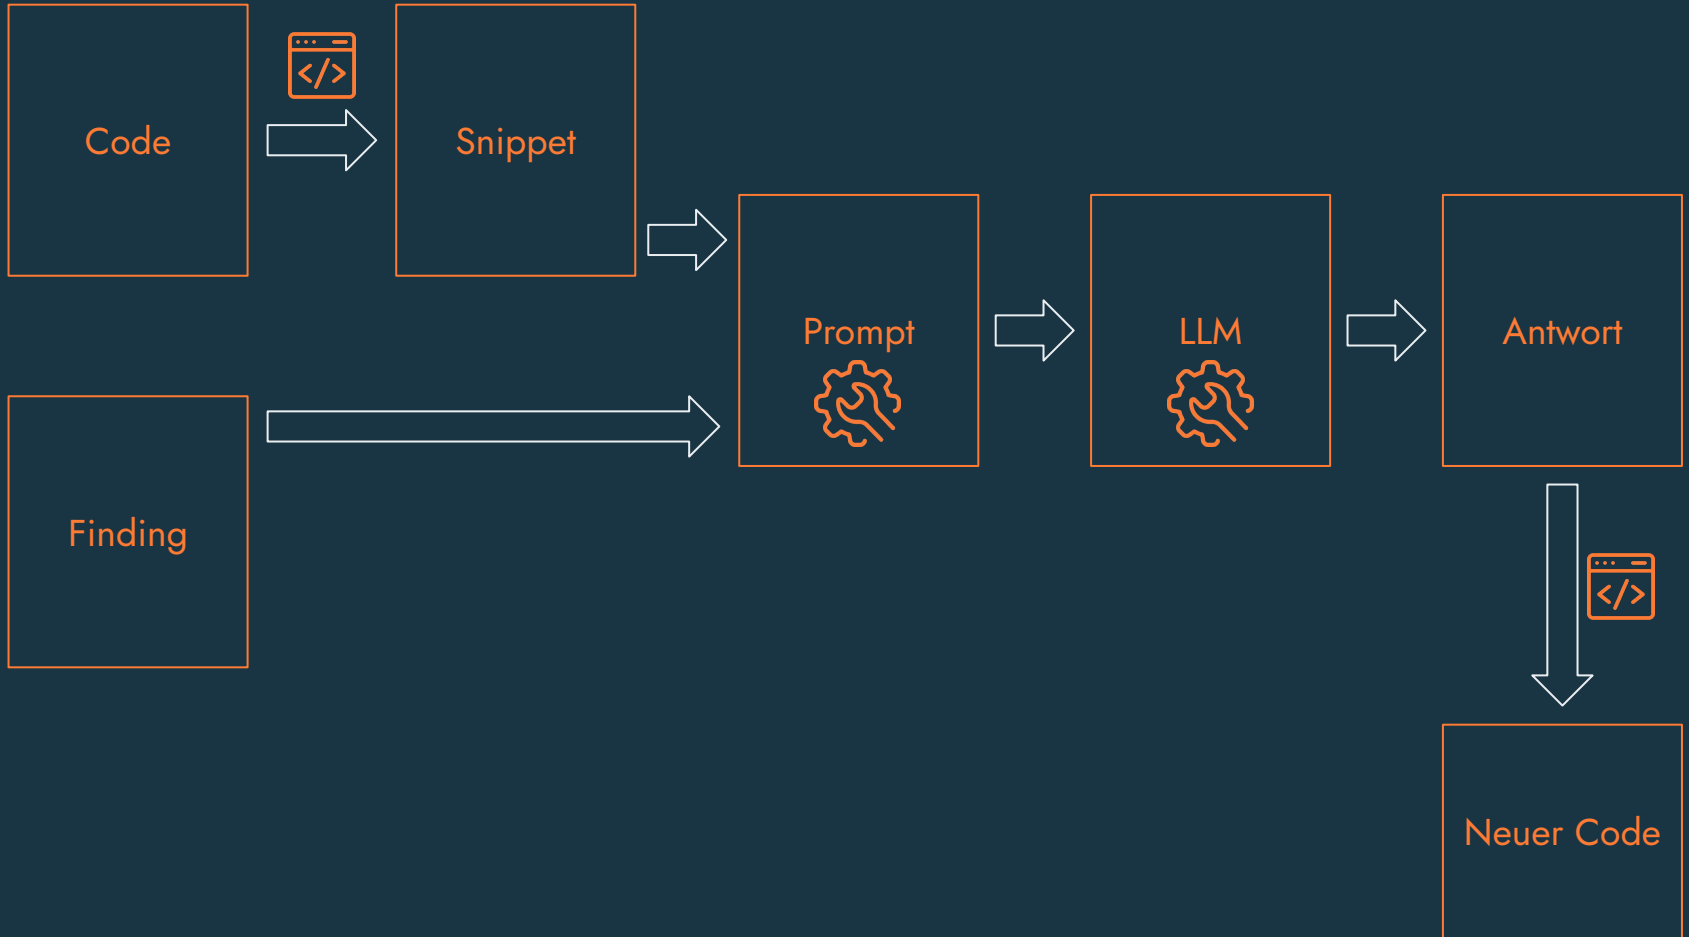 Code
Snippet
Prompt
LLM
Antwort
Finding
Neuer Code